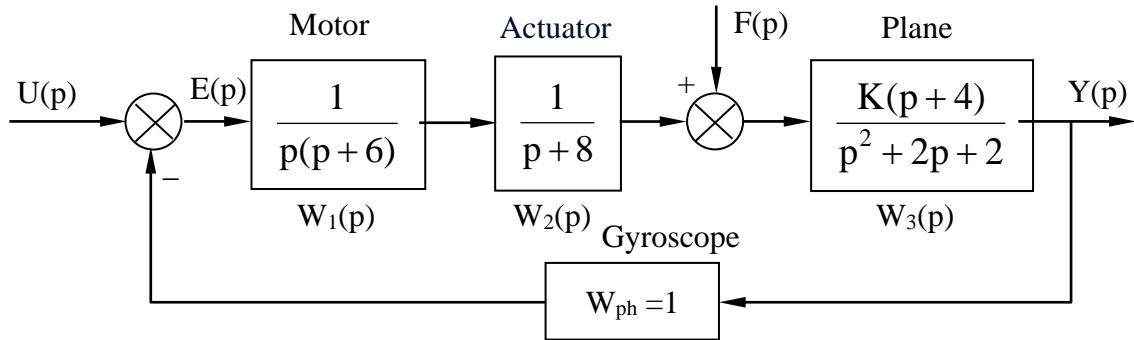 Motor
Actuator
F(p)
Plane
U(p)
E(p)
1
p(p + 6)
1
p + 8
+
K(p + 4)
p² + 2p + 2
Y(p)
−
W₁(p)
W₂(p)
W₃(p)
Gyroscope
Wₚₕ =1